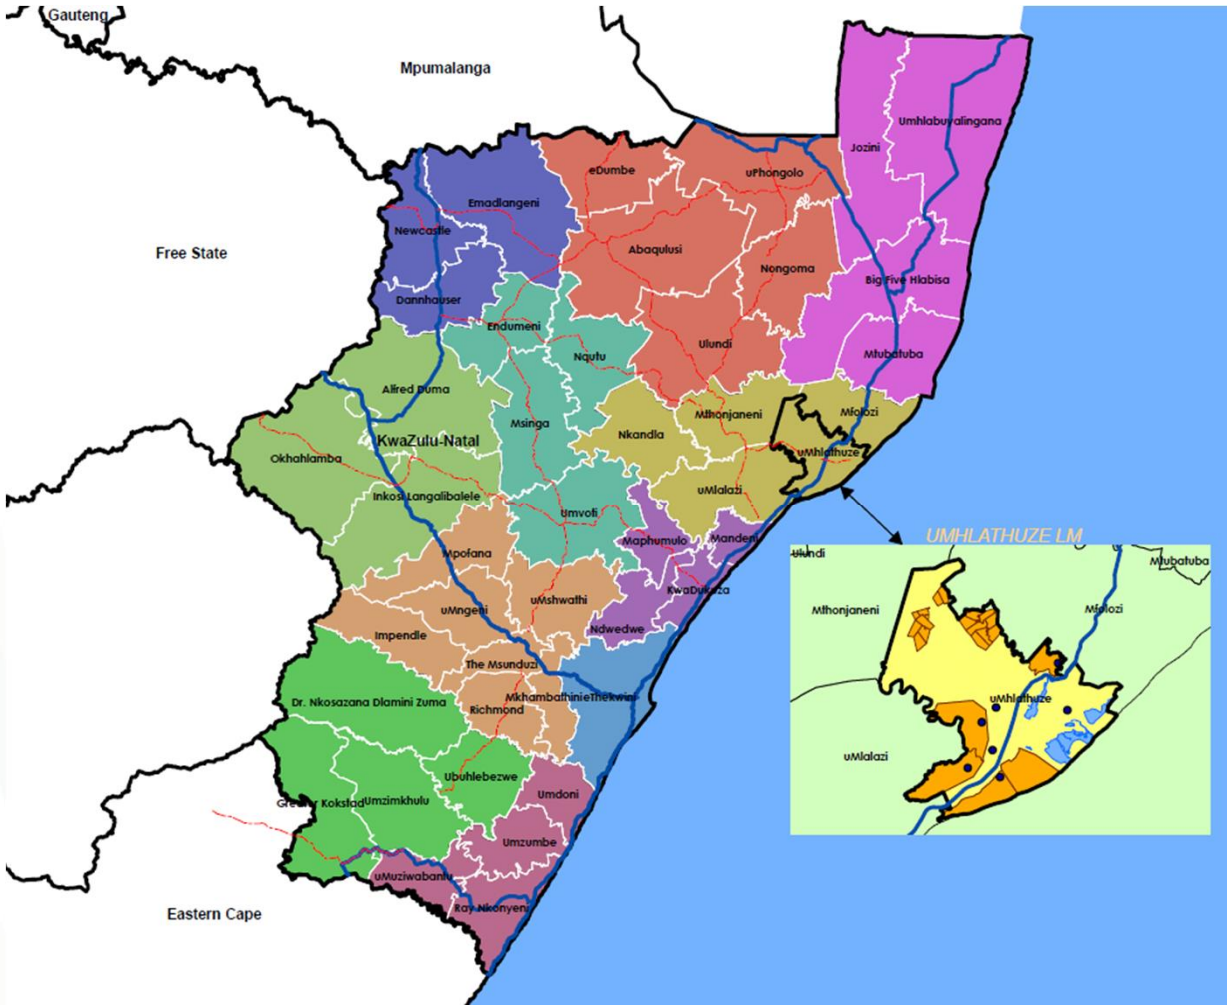 Gauteng
Mpumalanga
Umhlabuyalingana
Jozini
eDumbe
uPhongolo
Emadlangeni
Newcastle
Free State
Abaqulusi
Nongoma
Big Five Hlabisa
Dannhauser
Endumeni
Ulundi
Nqutu
Mtubatuba
Alfred Duma
Mthonjaneni
Mfolozi
Msinga
Nkandla
KwaZulu-Natal
uMhlathuze
Okhahlamba
Inkosi Langalibalele
uMlalazi
Umvoti
Maphumulo
Mandeni
UMHLATHUZE LM
Mpofana
Ulundi
Mtubatuba
KwaDukuza
uMshwathi
uMngeni
Mthonjaneni
Mfolozi
Ndwedwe
Impendle
The Msunduzi
Mkhambathini
eThekwini
uMhlathuze
Dr. Nkosazana Dlamini Zuma
Richmond
uMlalazi
Ubuhlebezwe
Umdoni
Greater Kokstad
Umzimkhulu
Umzumbe
uMuziwabantu
Ray Nkonyeni
Eastern Cape